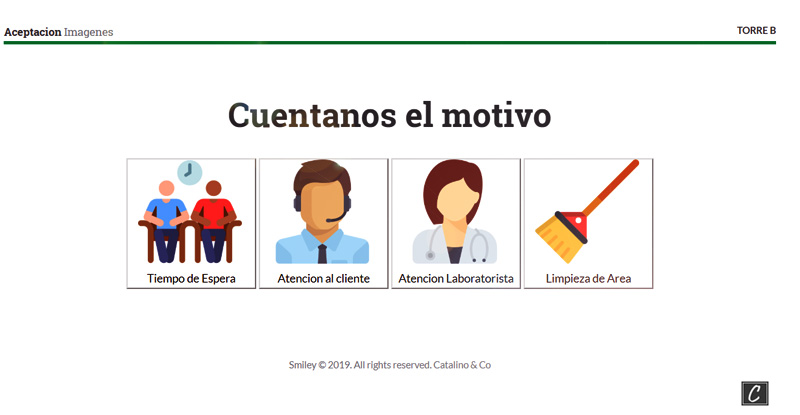 Aceptacion Imagenes
TORRE B
Cuentanos el motivo
Tiempo de Espera
Atencion al cliente
Atencion Laboratorista
Limpieza de Area
Smiley © 2019. All rights reserved. Catalino & Co
C